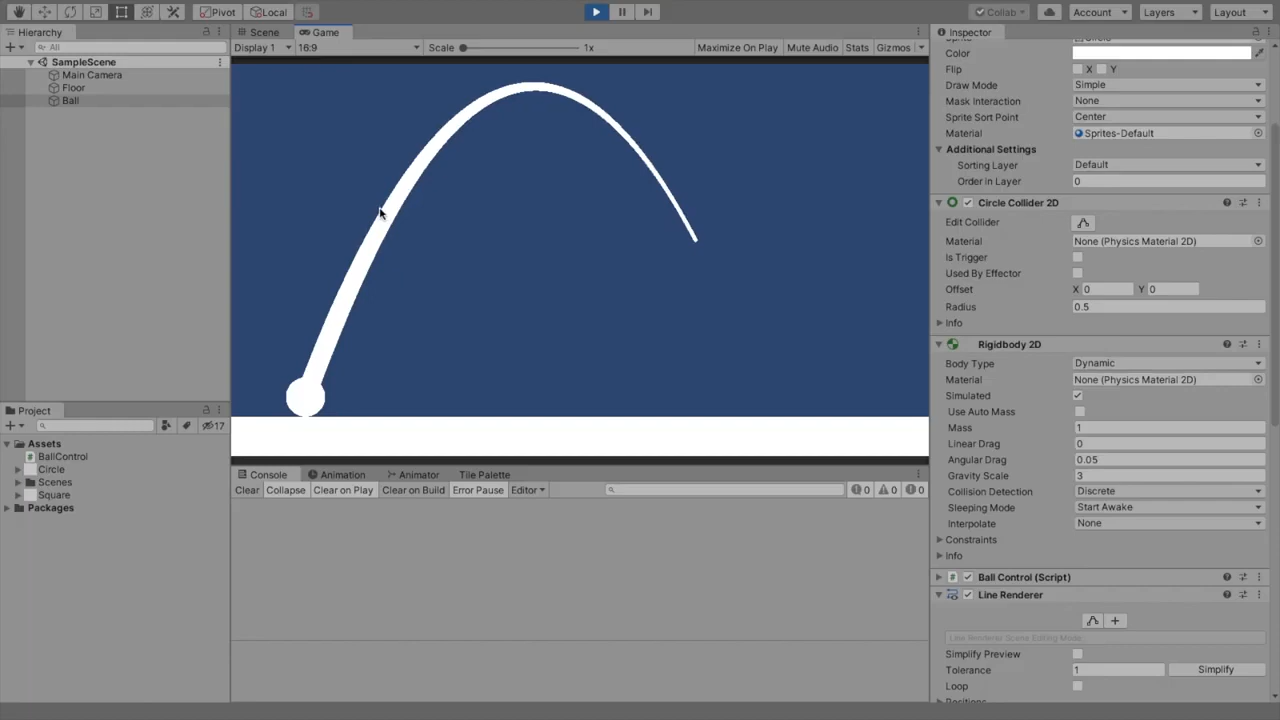 Pivot Local Collab Account Layers Layout
Hierarchy
All
SampleScene
Main Camera
Floor
Ball
Scene Game
Display 1 16:9 Scale 1x Maximize On Play Mute Audio Stats Gizmos
Project
17
Assets
BallControl
Circle
Scenes
Square
Packages
Console Animation Animator Tile Palette
Clear Collapse Clear on Play Clear on Build Error Pause Editor 0 0 0
Inspector
Color
Flip X Y
Draw Mode Simple
Mask Interaction None
Sprite Sort Point Center
Material Sprites-Default
Additional Settings
Sorting Layer Default
Order in Layer 0
Circle Collider 2D
Edit Collider
Material None (Physics Material 2D)
Is Trigger
Used By Effector
Offset X 0 Y 0
Radius 0.5
Info
Rigidbody 2D
Body Type Dynamic
Material None (Physics Material 2D)
Simulated
Use Auto Mass
Mass 1
Linear Drag 0
Angular Drag 0.05
Gravity Scale 3
Collision Detection Discrete
Sleeping Mode Start Awake
Interpolate None
Constraints
Info
# Ball Control (Script)
Line Renderer
Line Renderer Scene Editing Mode
Simplify Preview
Tolerance 1 Simplify
Loop